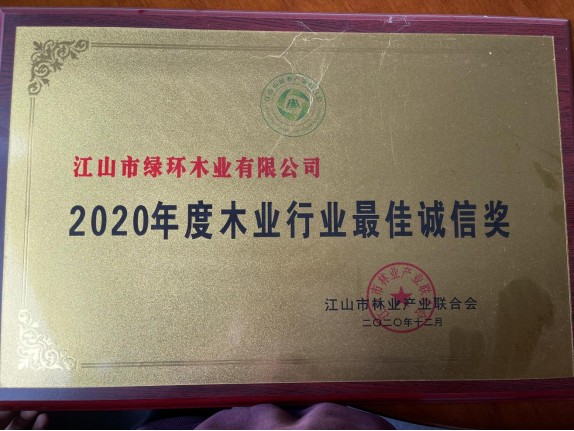 江山市绿环木业有限公司
2020年度木业行业最佳诚信奖
江山市林业产业联合会
二〇二〇年十二月